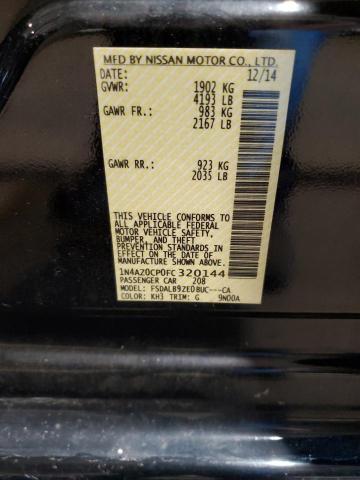 MFD BY NISSAN MOTOR CO., LTD.
DATE: 12/14
GVWR: 1902 KG
4193 LB
GAWR FR.: 983 KG
2167 LB
GAWR RR.: 923 KG
2035 LB
THIS VEHICLE CONFORMS
TO ALL APPLICABLE FEDERAL
MOTOR VEHICLE SAFETY,
BUMPER, AND THEFT
PREVENTION STANDARDS IN
EFFECT ON THE DATE OF
MANUFACTURE SHOWN ABOVE.
1N4AZ0CP0FC320144
PASSENGER CAR 208
MODEL: FSDALB9ZEDBUC---CA
COLOR: KH3 TRIM: G 9N00A